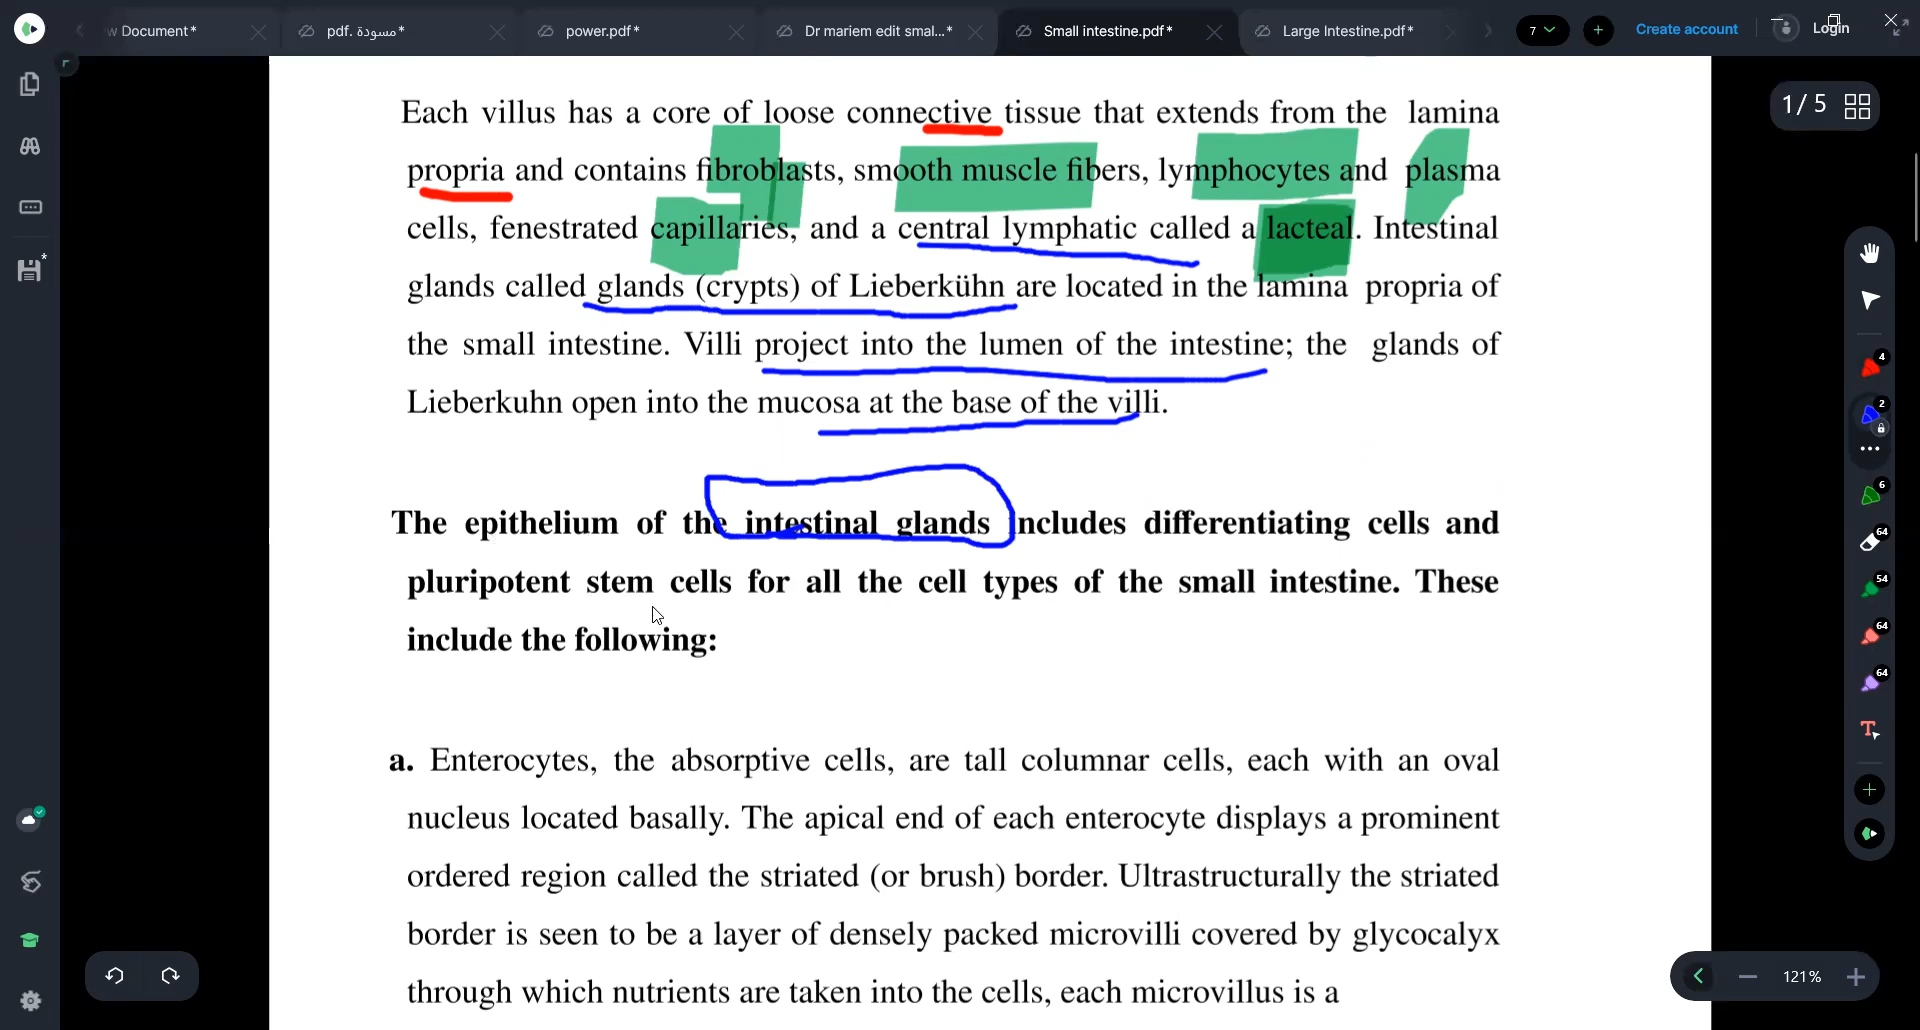 w Document*
pdf. مسودة*
power.pdf*
Dr mariem edit smal...*
Small intestine.pdf*
Large Intestine.pdf*
7
Create account
Login
1/ 5
Each villus has a core of loose connective tissue that extends from the lamina
propria and contains fibroblasts, smooth muscle fibers, lymphocytes and plasma
cells, fenestrated capillaries, and a central lymphatic called a lacteal. Intestinal
glands called glands (crypts) of Lieberkühn are located in the lamina propria of
the small intestine. Villi project into the lumen of the intestine; the glands of
Lieberkuhn open into the mucosa at the base of the villi.
The epithelium of the intestinal glands includes differentiating cells and
pluripotent stem cells for all the cell types of the small intestine. These
include the following:
a. Enterocytes, the absorptive cells, are tall columnar cells, each with an oval
nucleus located basally. The apical end of each enterocyte displays a prominent
ordered region called the striated (or brush) border. Ultrastructurally the striated
border is seen to be a layer of densely packed microvilli covered by glycocalyx
through which nutrients are taken into the cells, each microvillus is a
4
2
6
64
54
64
64
121%